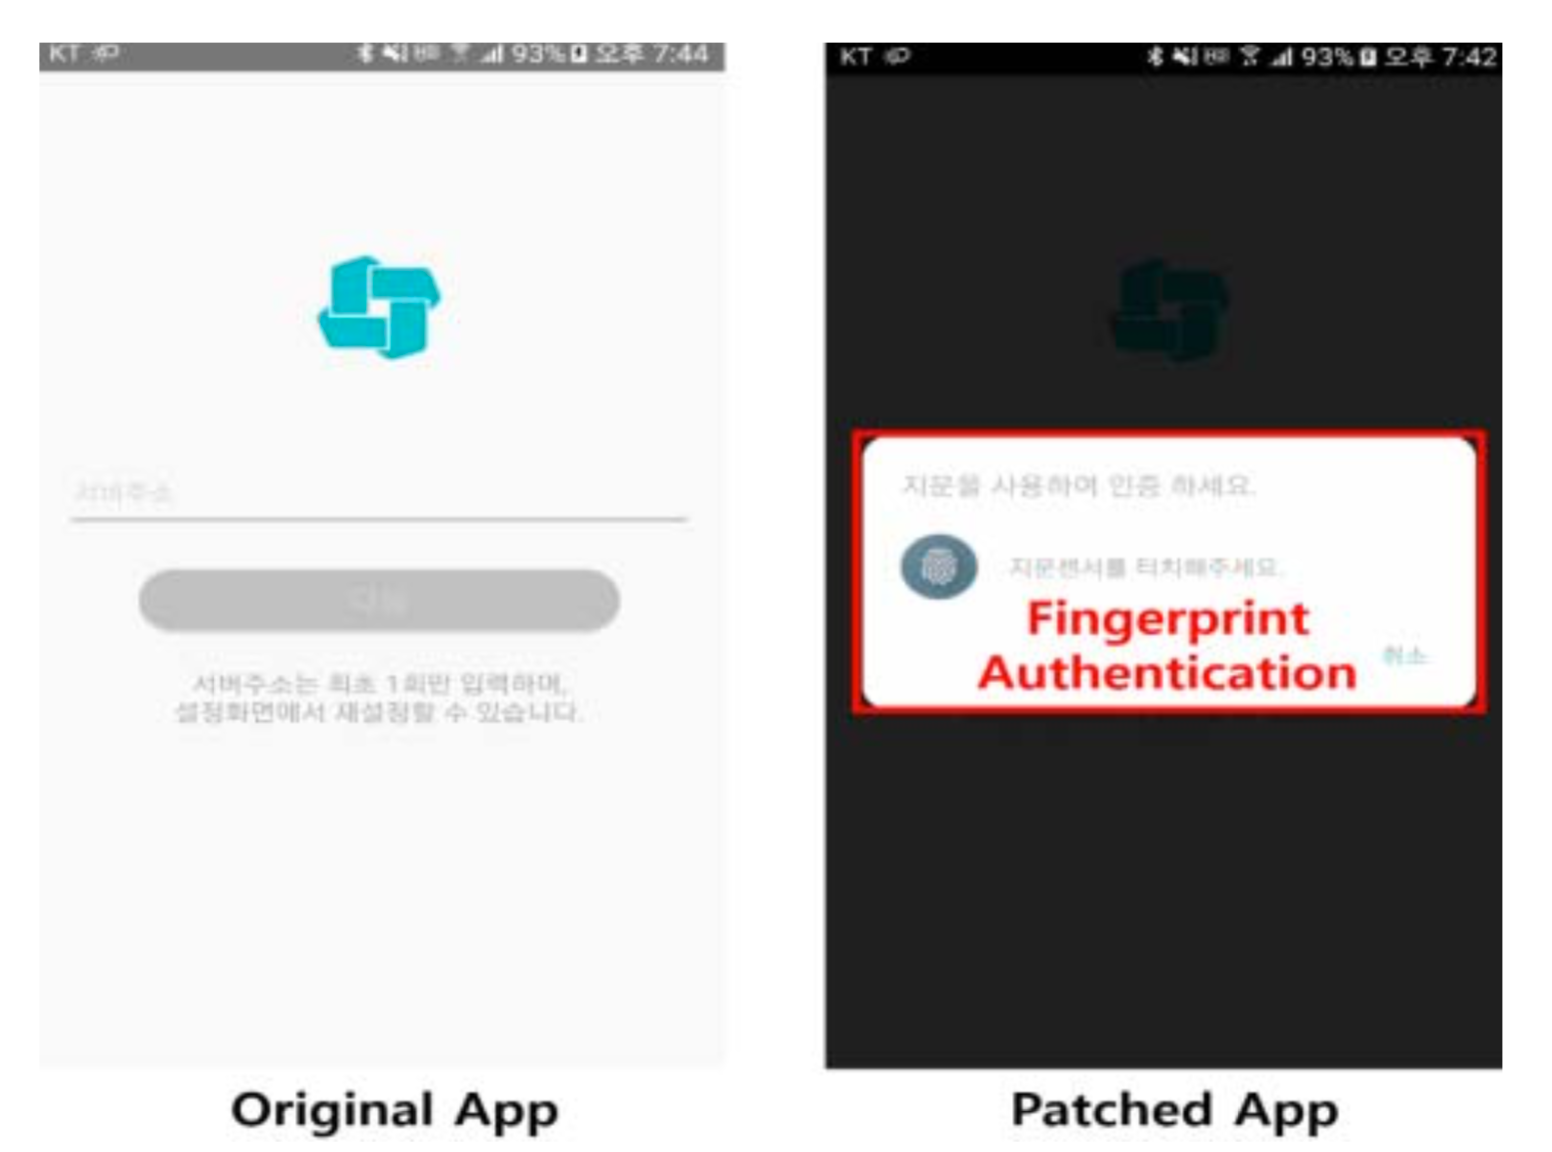 KT
93% 오후 7:44
서버주소
다음
서버주소는 최초 1회만 입력하며,
설정화면에서 재설정할 수 있습니다.
Original App
KT
93% 오후 7:42
지문을 사용하여 인증 하세요.
지문센서를 터치해주세요.
Fingerprint
Authentication
취소
Patched App